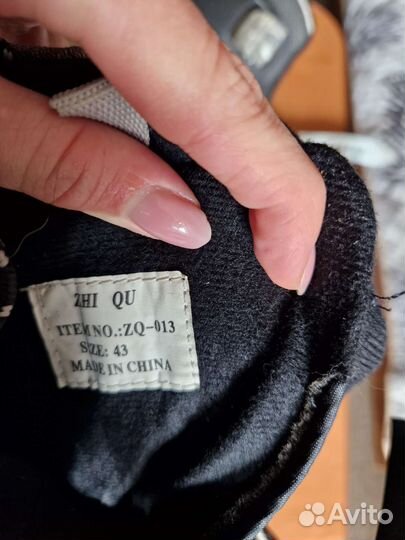 ZHI QU
ITEM NO.:ZQ-013
SIZE: 43
MADE IN CHINA
Avito